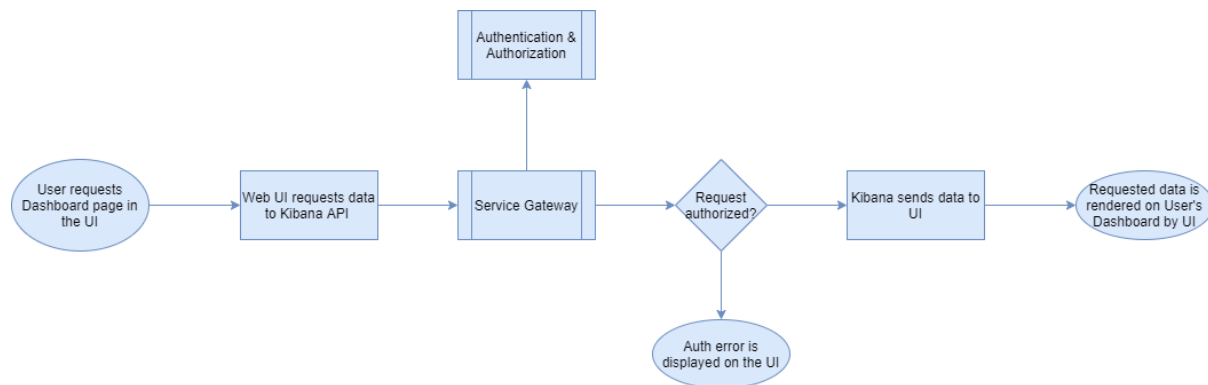 Authentication &
Authorization
User requests
Dashboard page in
the UI
Web UI requests data
to Kibana API
Service Gateway
Request
authorized?
Kibana sends data to
UI
Requested data is
rendered on User's
Dashboard by UI
Auth error is
displayed on the UI